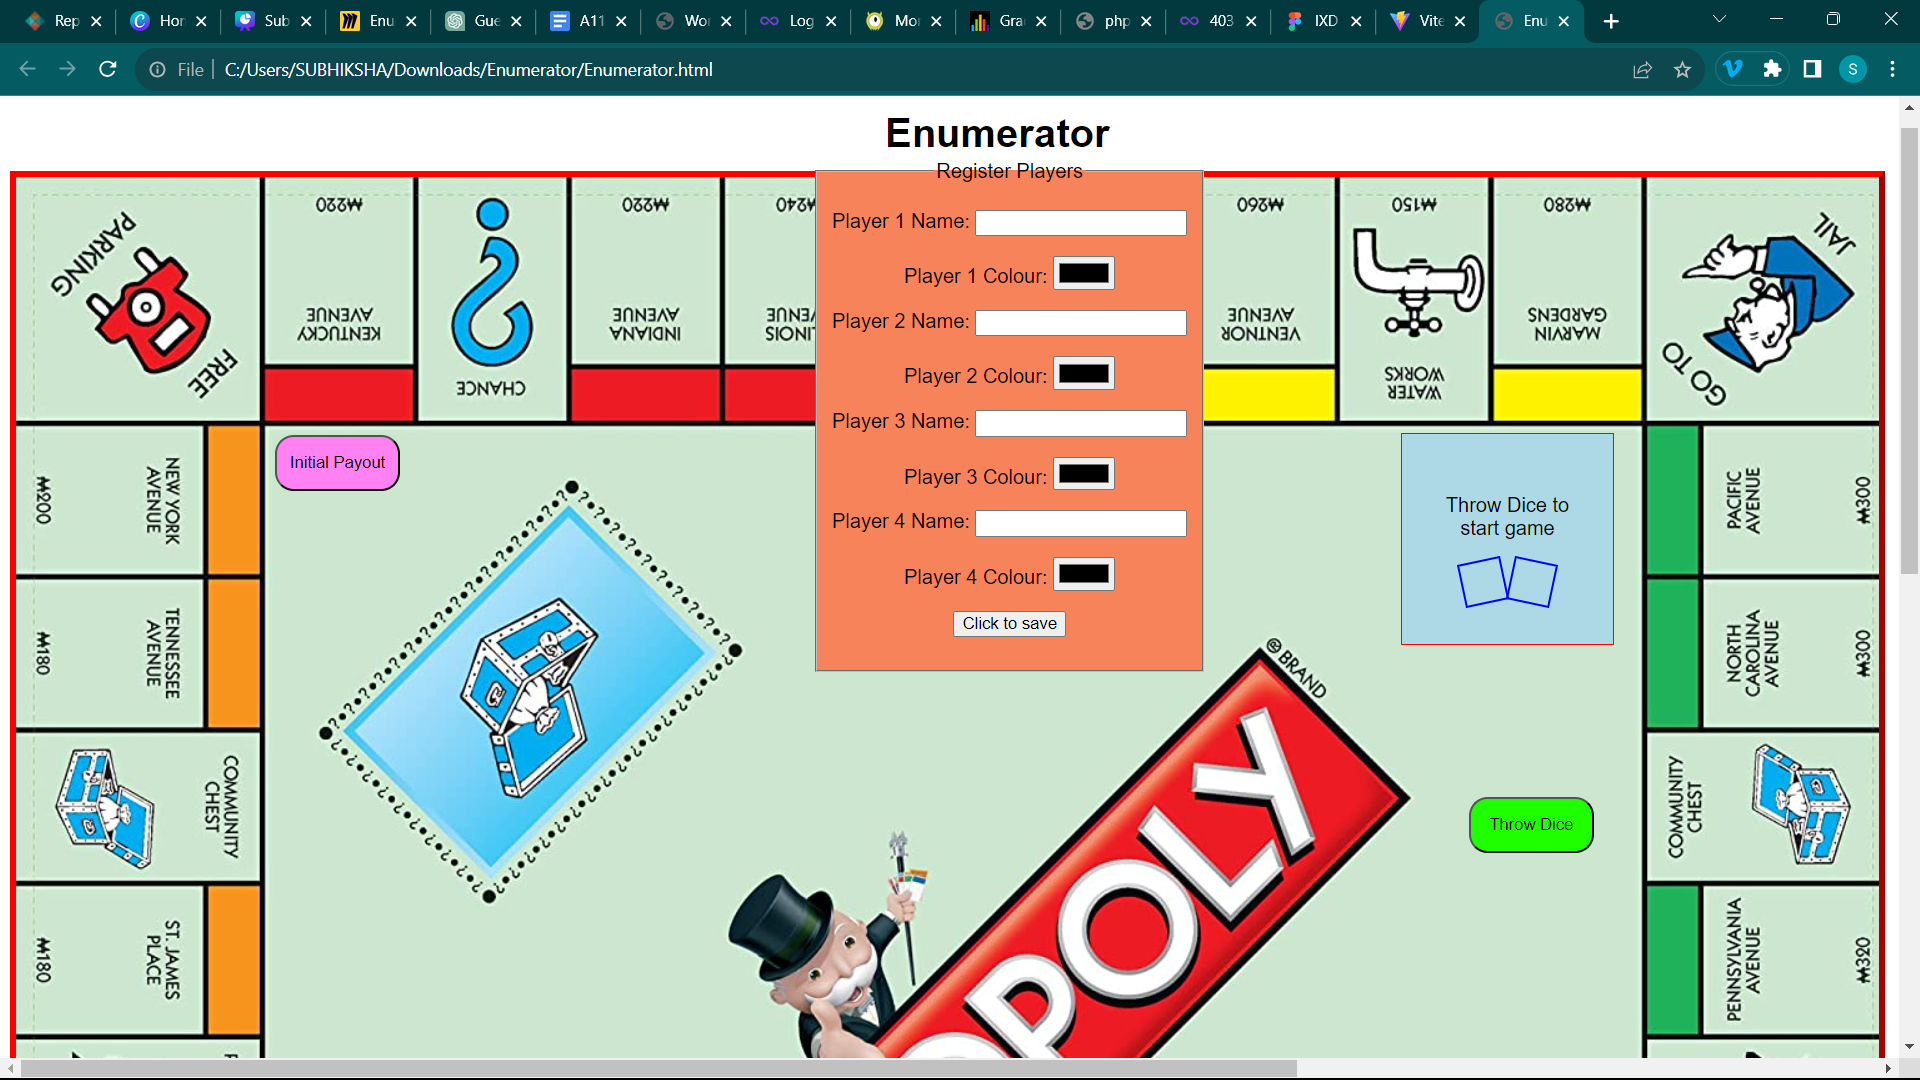 Rep
Hor
Sub
Enu
Gue
A11
Wor
Log
Mor
Gra
php
403
IXD
Vite
Enu
File
C:/Users/SUBHIKSHA/Downloads/Enumerator/Enumerator.html
S
Enumerator
Register Players
Player 1 Name:
Player 1 Colour:
Player 2 Name:
Player 2 Colour:
Player 3 Name:
Player 3 Colour:
Player 4 Name:
Player 4 Colour:
Click to save
FREE
PARKING
₩220
KENTUCKY
AVENUE
CHANCE
₩220
INDIANA
AVENUE
₩240
₩260
VENTNOR
AVENUE
₩150
WATER
WORKS
₩280
MARVIN
GARDENS
GO TO
JAIL
Initial Payout
Throw Dice to
start game
Throw Dice
NEW YORK
AVENUE
₩200
TENNESSEE
AVENUE
₩180
COMMUNITY
CHEST
ST. JAMES
PLACE
₩180
PACIFIC
AVENUE
₩300
NORTH
CAROLINA
AVENUE
₩300
COMMUNITY
CHEST
PENNSYLVANIA
AVENUE
₩320
© BRAND
OPOLY